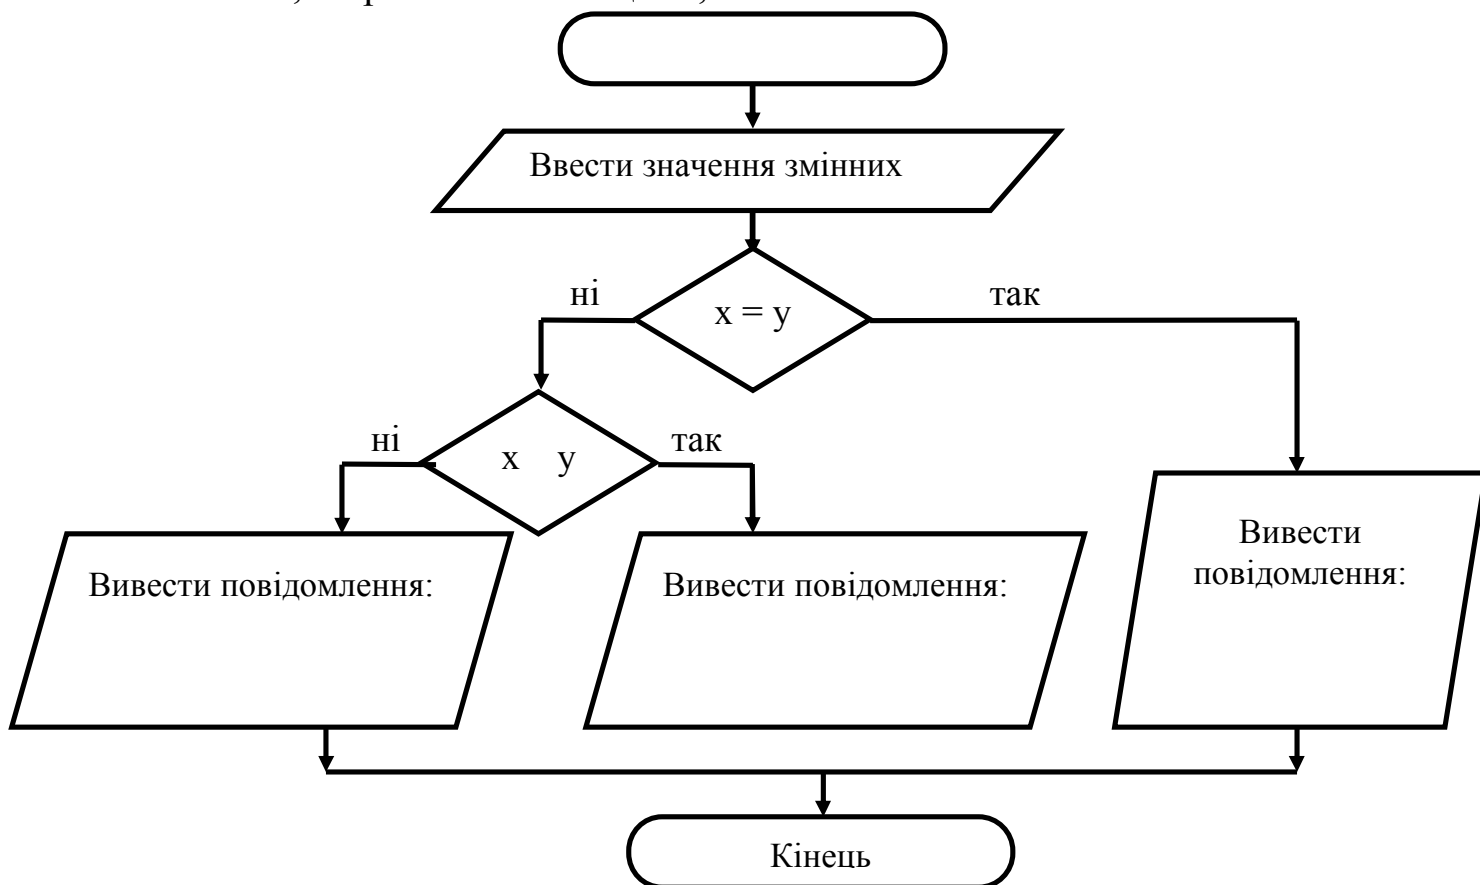 Ввести значення змінних
ні
так
x = y
ні
так
x y
Вивести
повідомлення:
Вивести повідомлення:
Вивести повідомлення:
Кінець